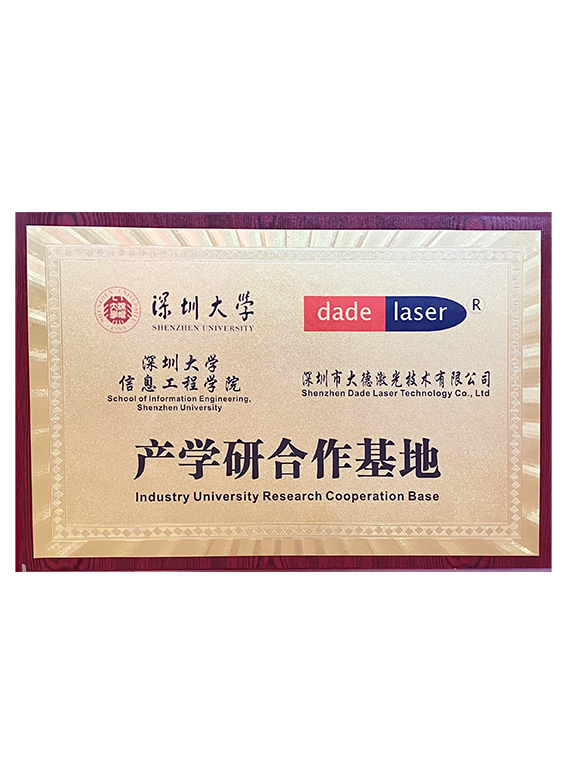 深圳大學
SHENZHEN UNIVERSITY
dade laser ®
深圳大学
信息工程学院
School of Information Engineering,
Shenzhen University
深圳市大德激光技术有限公司
Shenzhen Dade Laser Technology Co., Ltd
产学研合作基地
Industry University Research Cooperation Base